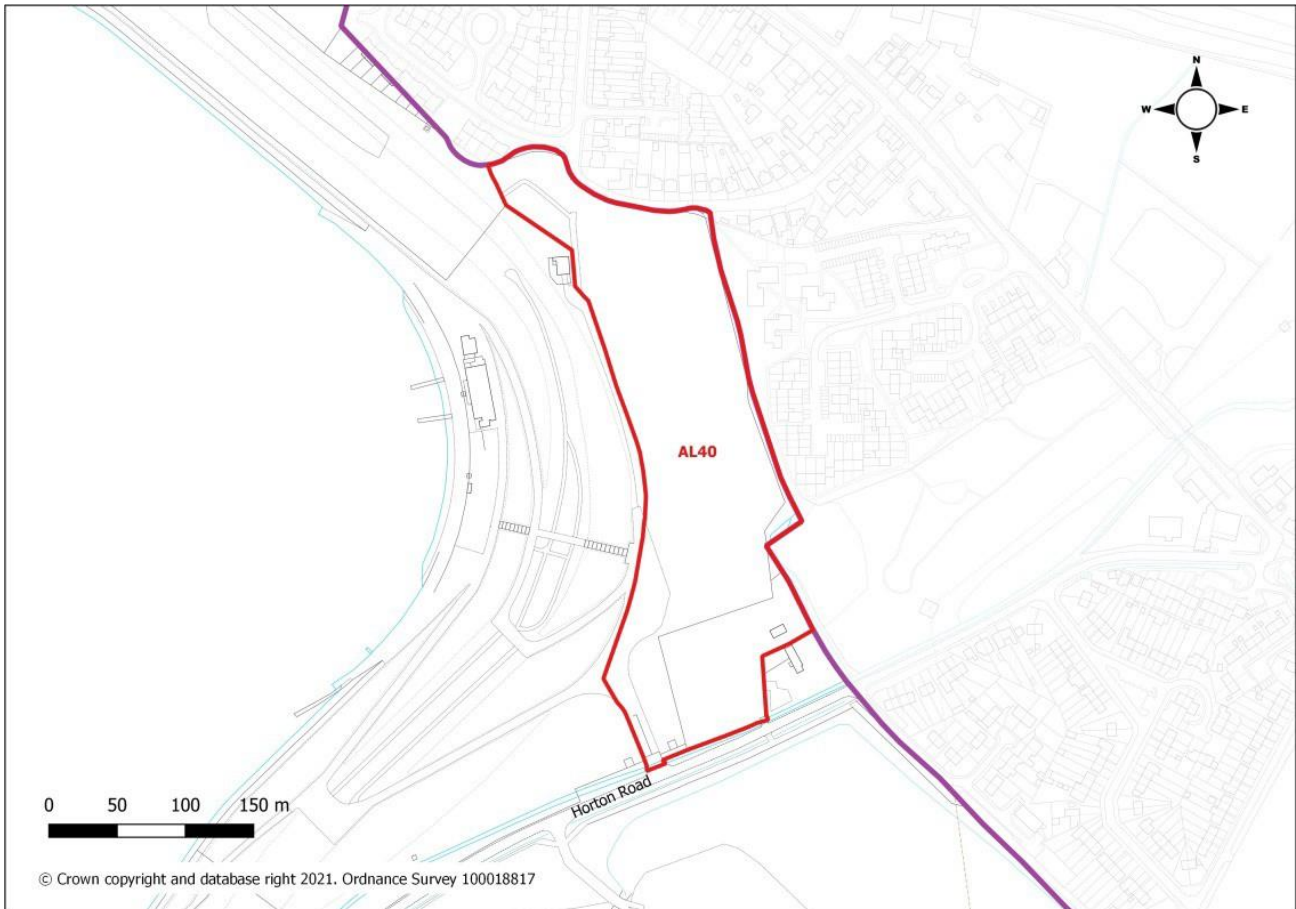 N
W E
S
AL40
Horton Road
0 50 100 150 m
© Crown copyright and database right 2021. Ordnance Survey 100018817